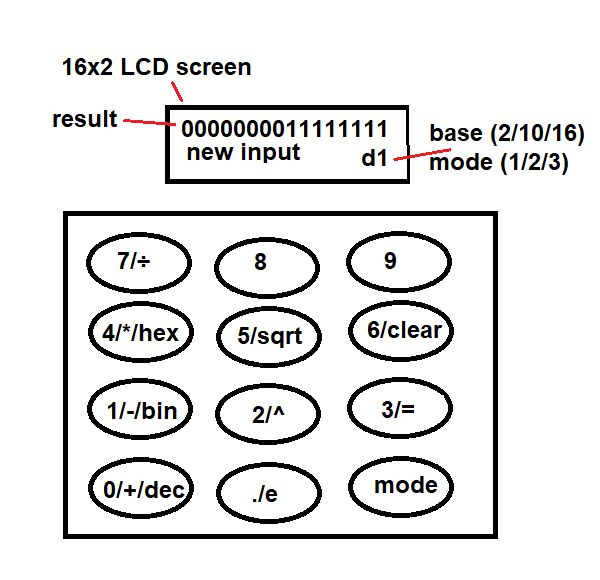 16x2 LCD screen
result
0000000011111111
base (2/10/16)
new input
d1
mode (1/2/3)
7/÷
8
9
4/*/hex
5/sqrt
6/clear
1/-/bin
2/^
3/=
0/+/dec
./e
mode